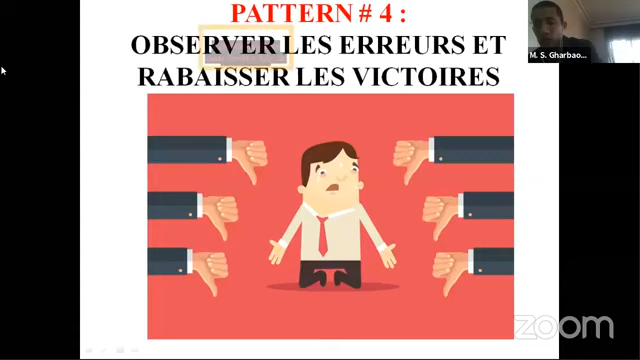 PATTERN # 4 :
OBSERVER LES ERREURS ET
RABAISSER LES VICTOIRES
M. S. Gharbao...
zoom